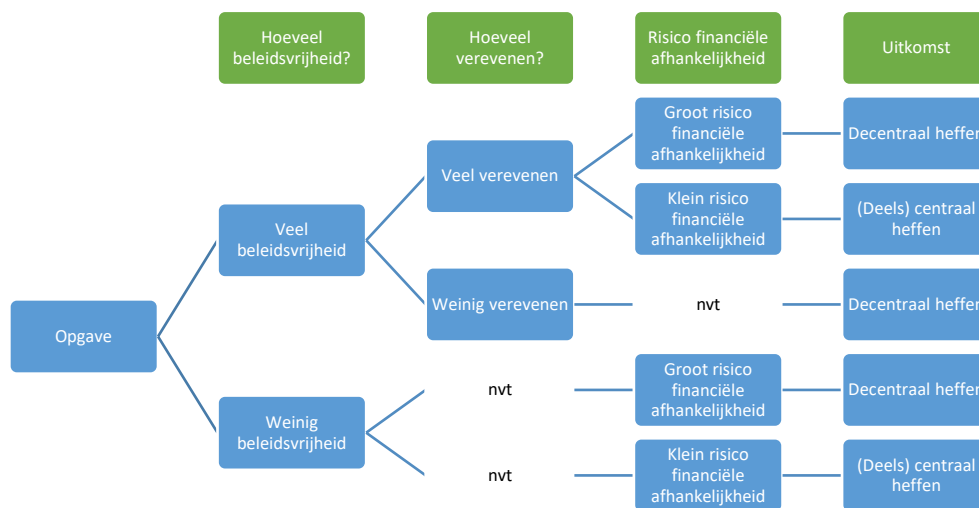 Hoeveel
beleidsvrijheid?
Hoeveel
verevenen?
Risico financiële
afhankelijkheid
Uitkomst
Groot risico
financiële
afhankelijkheid
Decentraal heffen
Veel verevenen
Klein risico
financiële
afhankelijkheid
(Deels) centraal
heffen
Veel
beleidsvrijheid
Weinig verevenen
nvt
Decentraal heffen
Opgave
Groot risico
financiële
afhankelijkheid
nvt
Decentraal heffen
Weinig
beleidsvrijheid
nvt
Klein risico
financiële
afhankelijkheid
(Deels) centraal
heffen